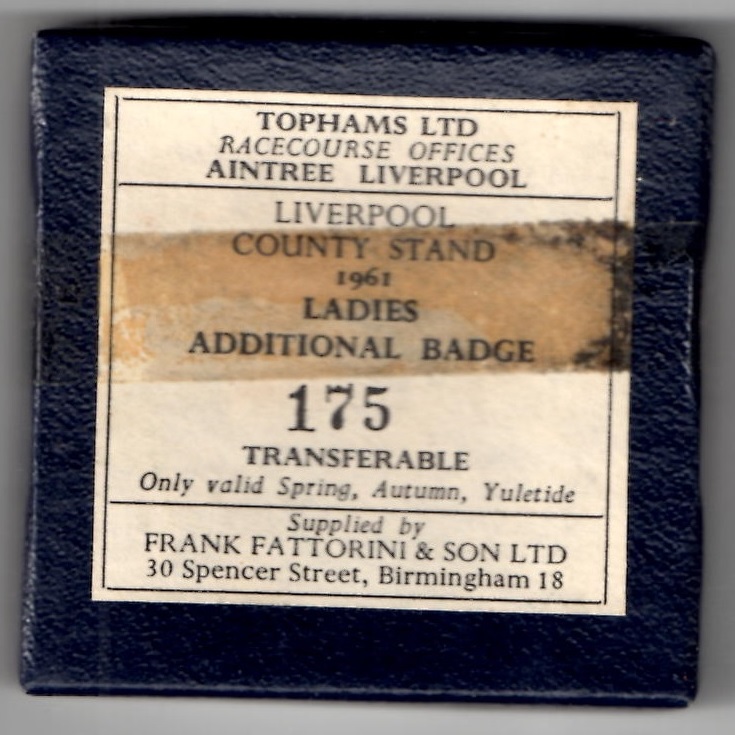 TOPHAMS LTD
RACECOURSE OFFICES
AINTREE LIVERPOOL
LIVERPOOL
COUNTY STAND
1961
LADIES
ADDITIONAL BADGE
175
TRANSFERABLE
Only valid Spring, Autumn, Yuletide
Supplied by
FRANK FATTORINI & SON LTD
30 Spencer Street, Birmingham 18